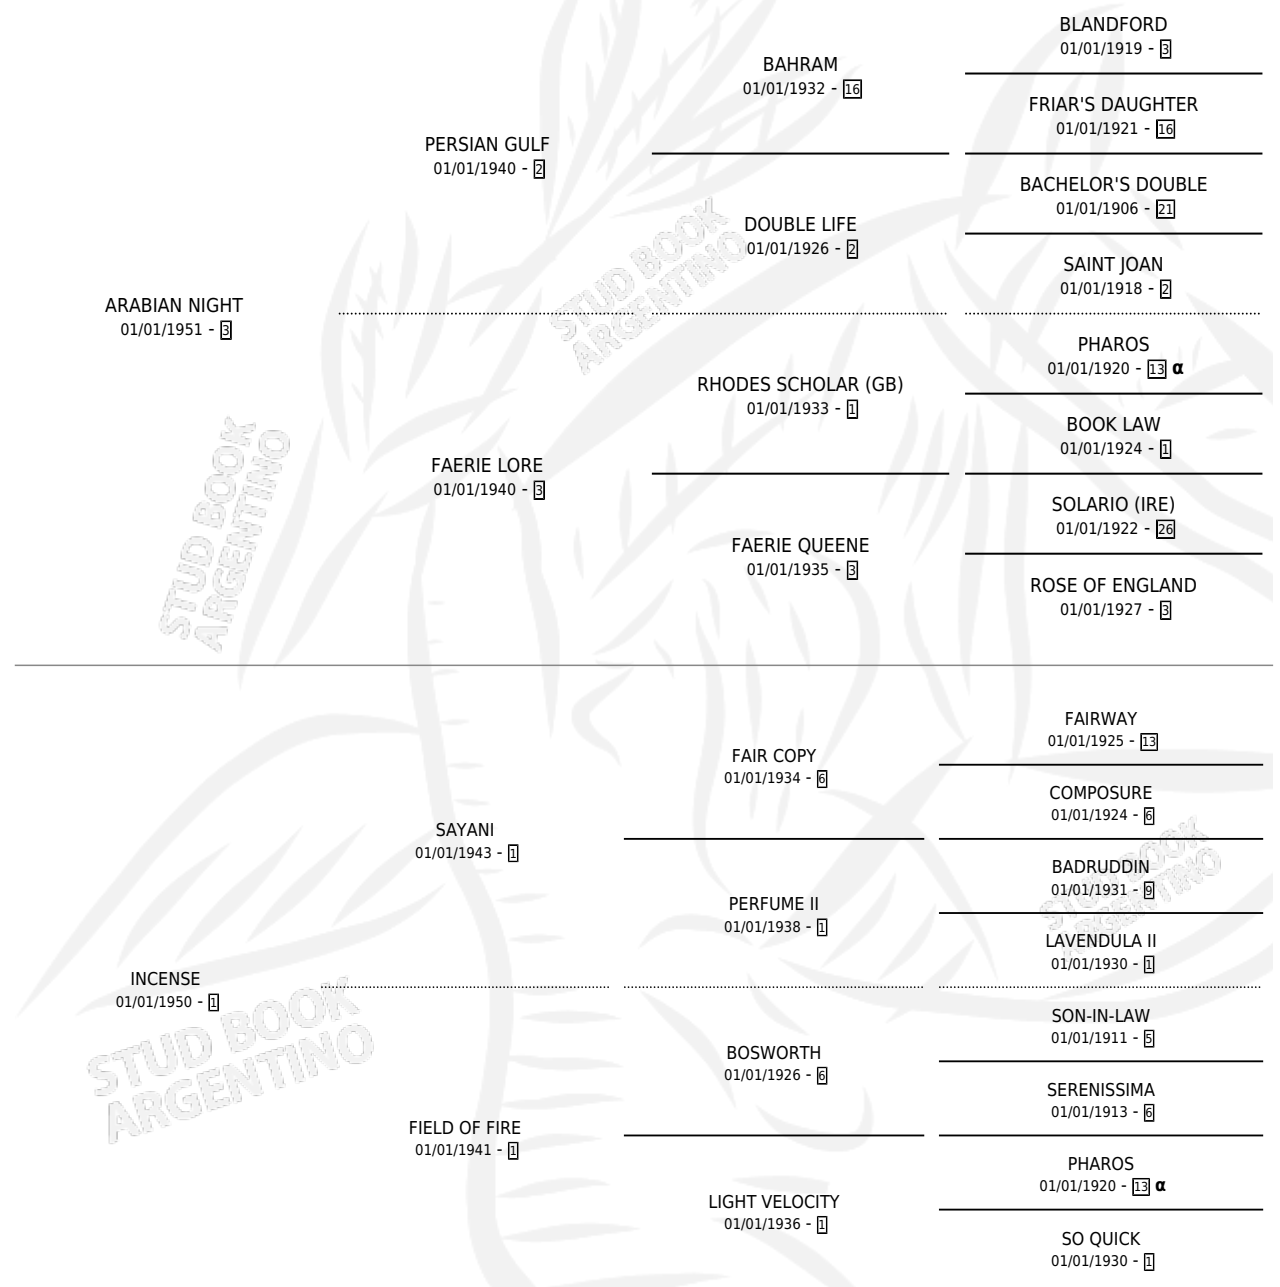 BLANDFORD
01/01/1919 - 3
BAHRAM
01/01/1932 - 16
FRIAR'S DAUGHTER
01/01/1921 - 16
PERSIAN GULF
01/01/1940 - 2
BACHELOR'S DOUBLE
01/01/1906 - 21
DOUBLE LIFE
01/01/1926 - 2
SAINT JOAN
01/01/1918 - 2
ARABIAN NIGHT
01/01/1951 - 3
PHAROS
01/01/1920 - 13 α
RHODES SCHOLAR (GB)
01/01/1933 - 1
BOOK LAW
01/01/1924 - 1
FAERIE LORE
01/01/1940 - 3
SOLARIO (IRE)
01/01/1922 - 26
FAERIE QUEENE
01/01/1935 - 3
ROSE OF ENGLAND
01/01/1927 - 3
FAIRWAY
01/01/1925 - 13
FAIR COPY
01/01/1934 - 6
COMPOSURE
01/01/1924 - 6
SAYANI
01/01/1943 - 1
BADRUDDIN
01/01/1931 - 9
PERFUME II
01/01/1938 - 1
LAVENDULA II
01/01/1930 - 1
INCENSE
01/01/1950 - 1
SON-IN-LAW
01/01/1911 - 5
BOSWORTH
01/01/1926 - 6
SERENISSIMA
01/01/1913 - 6
FIELD OF FIRE
01/01/1941 - 1
PHAROS
01/01/1920 - 13 α
LIGHT VELOCITY
01/01/1936 - 1
SO QUICK
01/01/1930 - 1
STUD BOOK
ARGENTINO
STUD BOOK
ARGENTINO
STUD BOOK
ARGENTINO
STUD BOOK
ARGENTINO